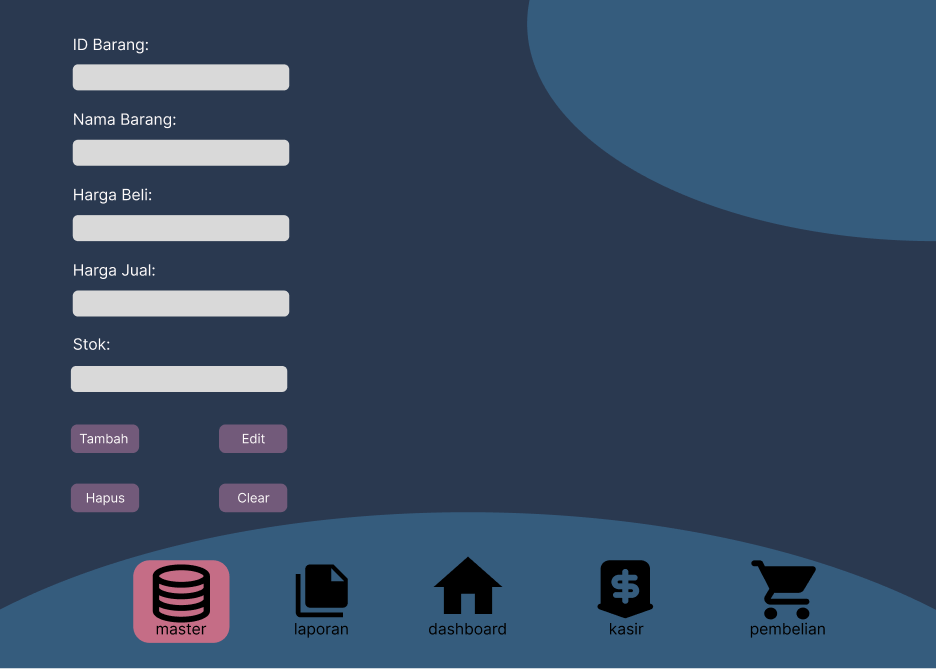 ID Barang:
Nama Barang:
Harga Beli:
Harga Jual:
Stok:
Tambah Edit
Hapus Clear
$
master laporan dashboard kasir pembelian